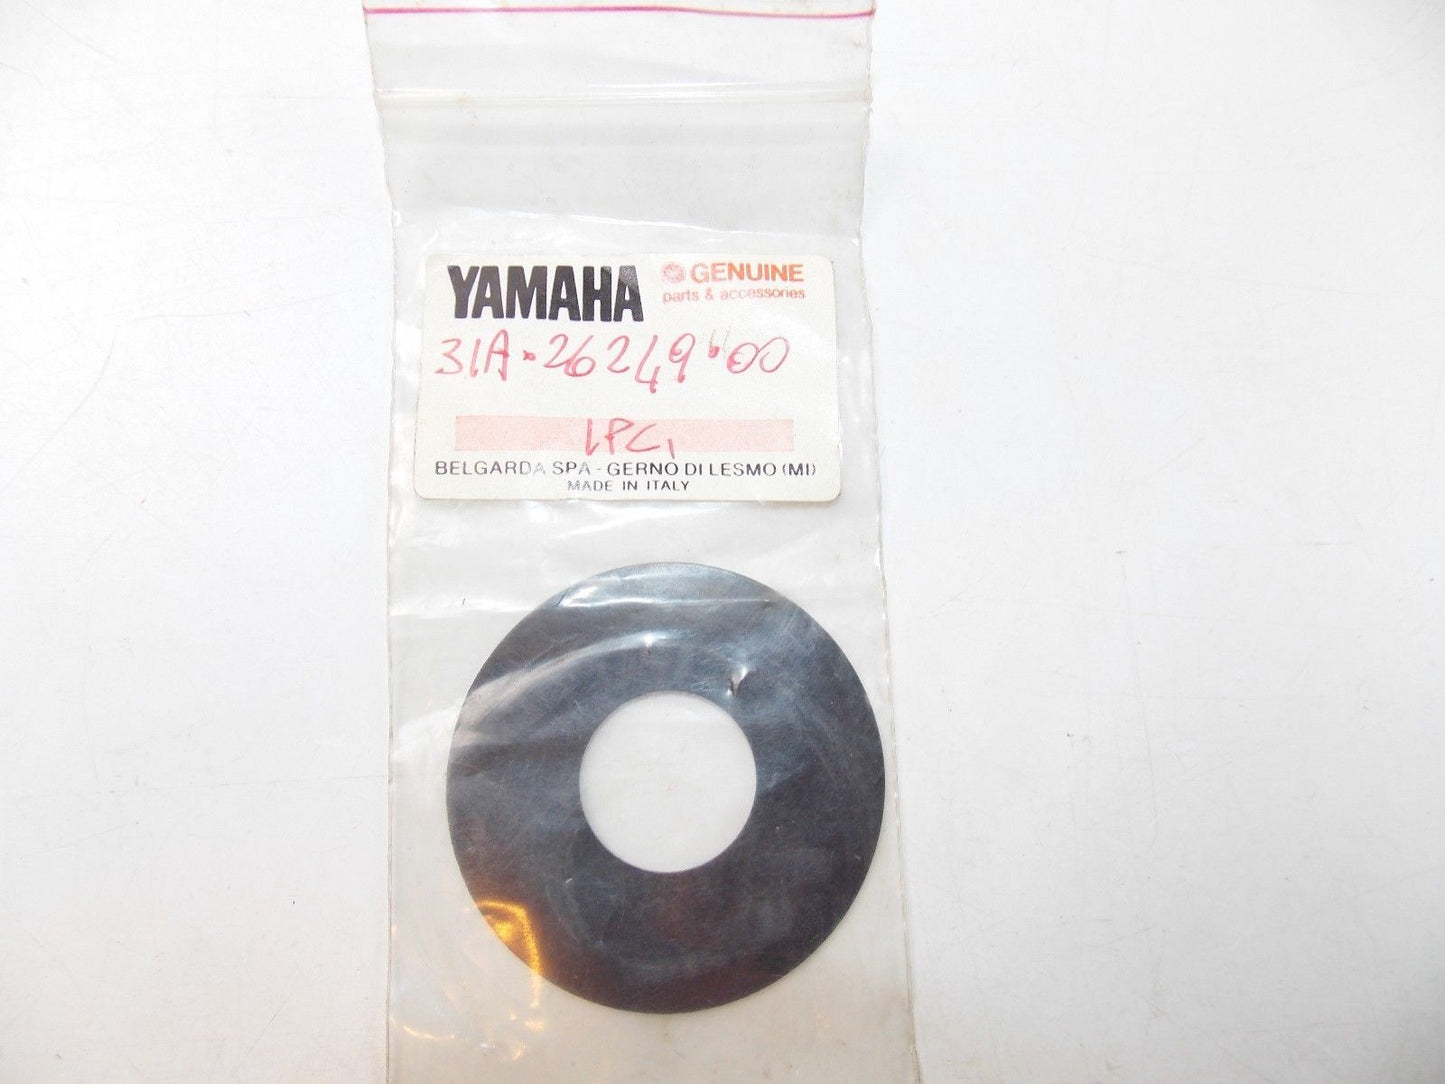 YAMAHA
GENUINE
parts & accessories
31A-26249-00
1PC,
BELGARDA SPA - GERNO DI LESMO (MI)
MADE IN ITALY